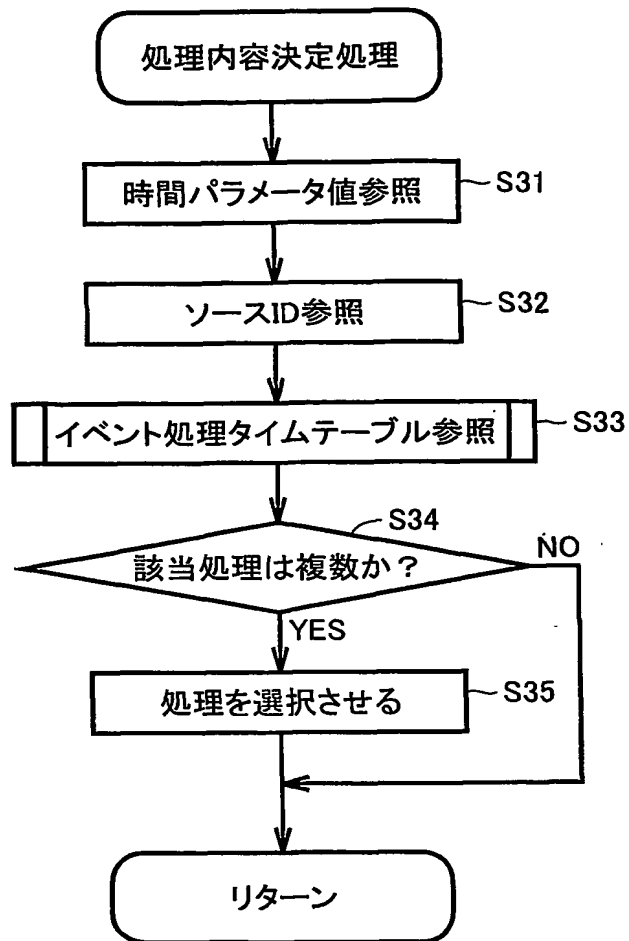 処理内容決定処理
時間パラメータ値参照
S31
ソースID参照
S32
イベント処理タイムテーブル参照
S33
S34
該当処理は複数か？
NO
YES
処理を選択させる
S35
リターン